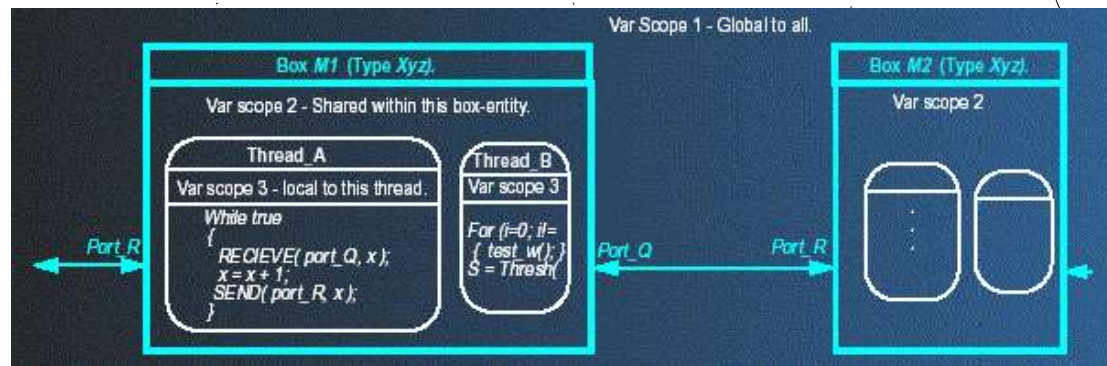 Var Scope 1 - Global to all.
Box M1 (Type Xyz).
Var scope 2 - Shared within this box-entity.
Thread_A
Var scope 3 - local to this thread.
While true
{
RECIEVE( port_Q, x );
x = x + 1;
SEND( port_R, x );
}
Thread_B
Var scope 3
For (i=0; i!=
{ test_w(); }
S = Thresh(
Port_R
Port_Q
Port_R
Box M2 (Type Xyz).
Var scope 2